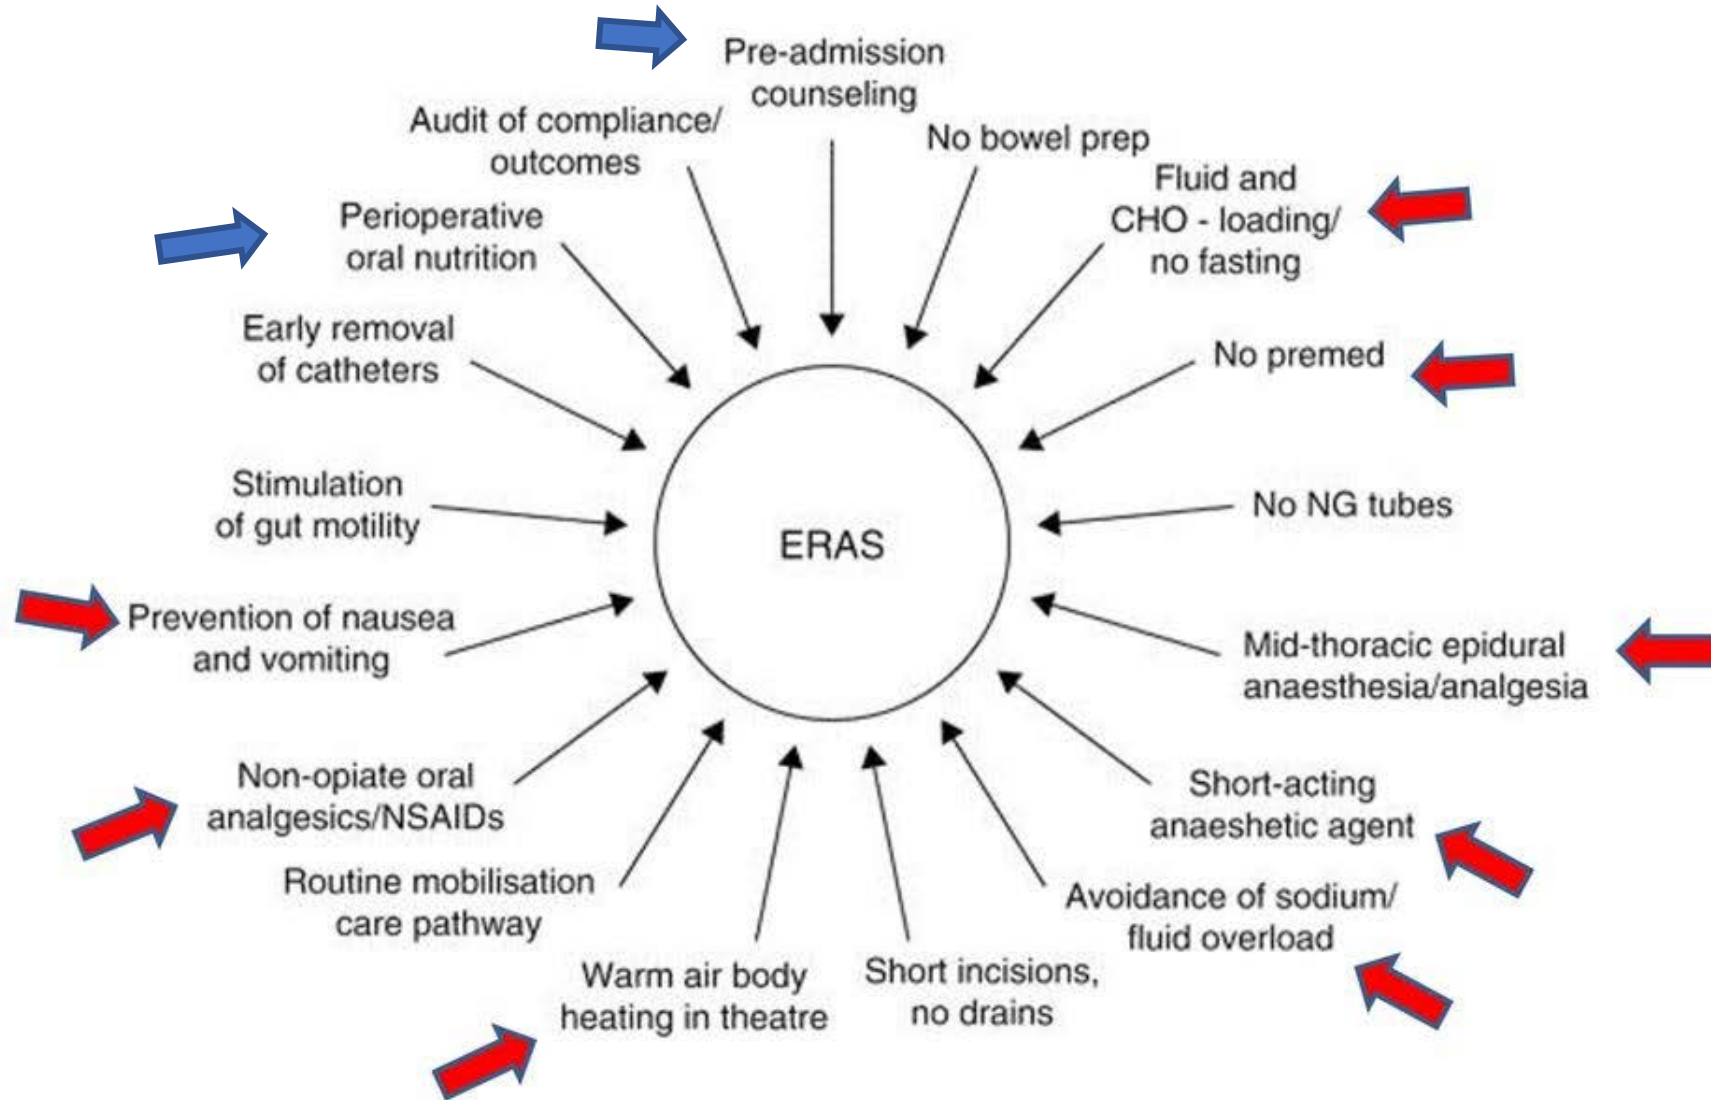 Pre-admission
counseling
No bowel prep
Fluid and
CHO - loading/
no fasting
No premed
No NG tubes
Mid-thoracic epidural
anaesthesia/analgesia
Short-acting
anaeshetic agent
Avoidance of sodium/
fluid overload
Short incisions,
no drains
Warm air body
heating in theatre
Routine mobilisation
care pathway
Non-opiate oral
analgesics/NSAIDs
Prevention of nausea
and vomiting
Stimulation
of gut motility
Early removal
of catheters
Perioperative
oral nutrition
Audit of compliance/
outcomes
ERAS